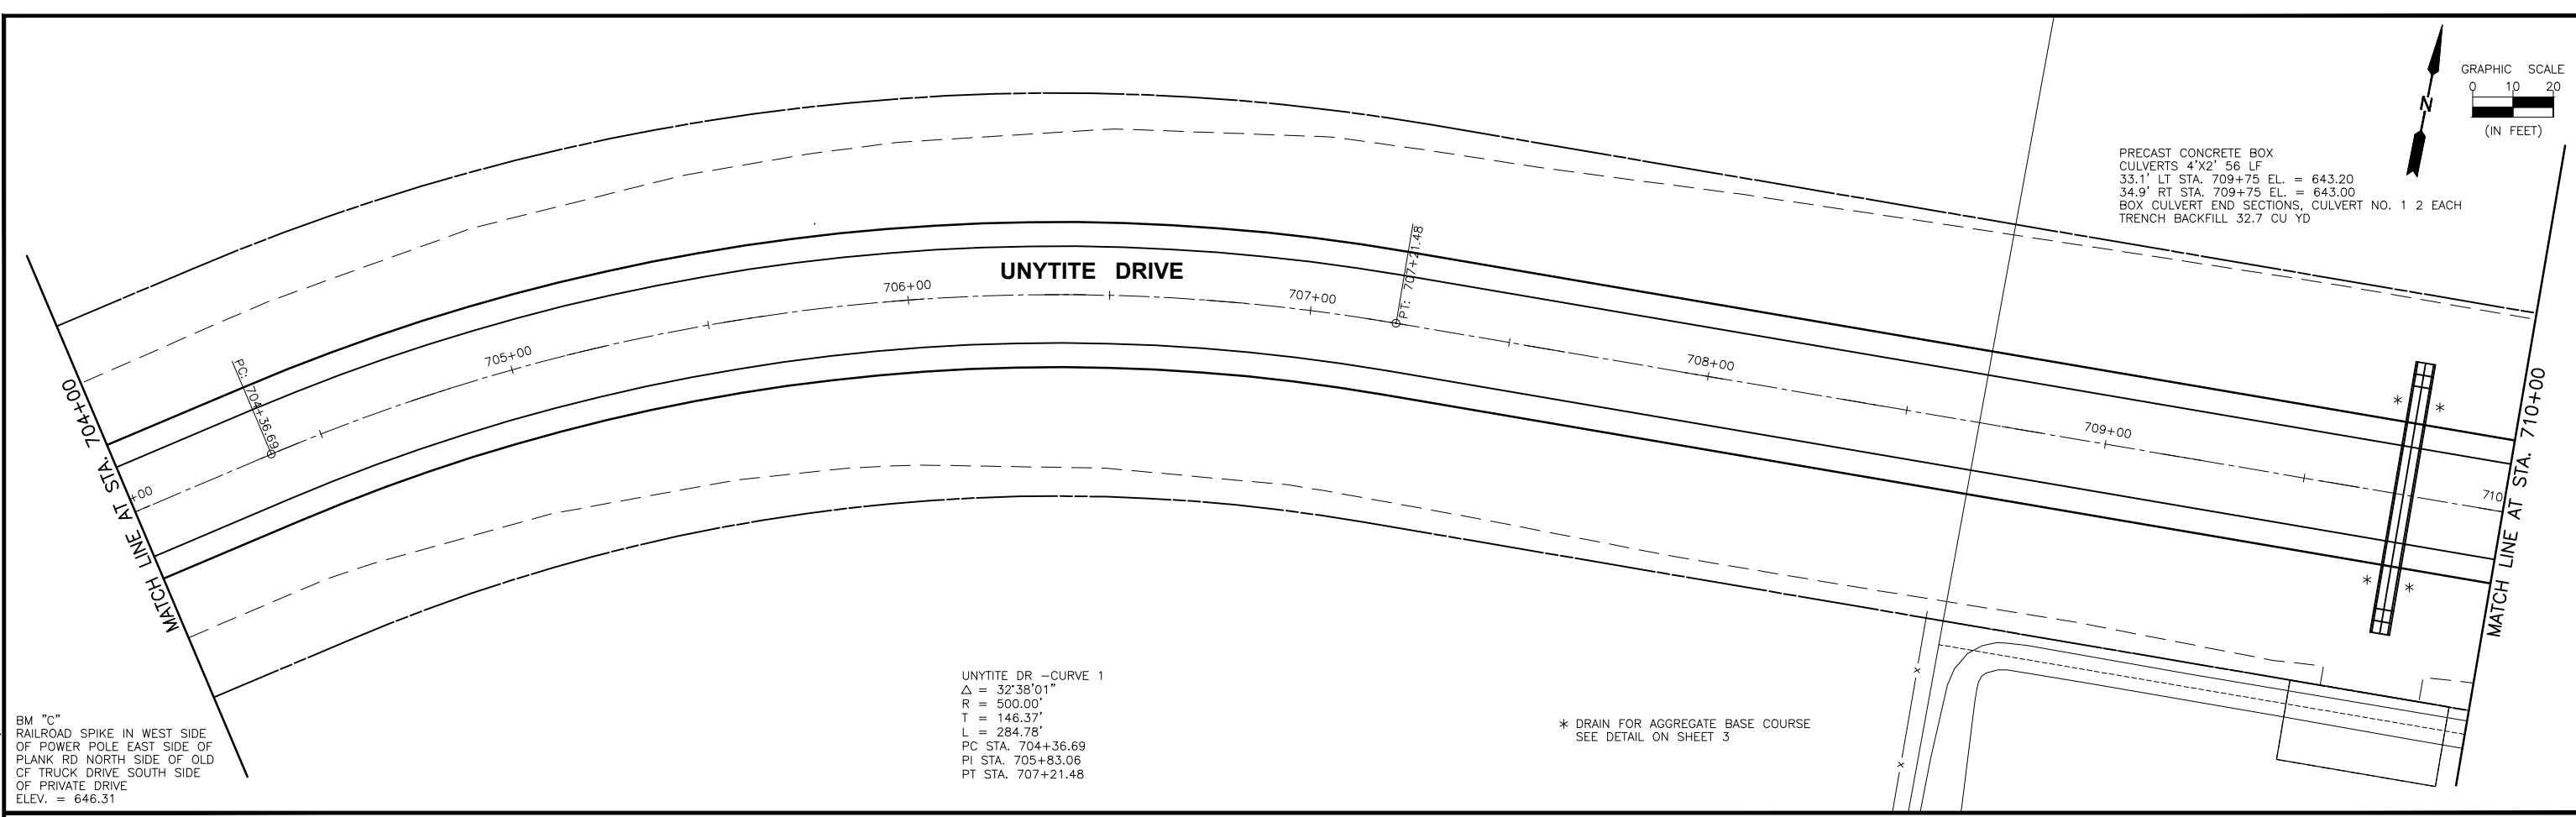 GRAPHIC SCALE
0 10 20
(IN FEET)
N
PRECAST CONCRETE BOX
CULVERTS 4'X2' 56 LF
33.1' LT STA. 709+75 EL. = 643.20
34.9' RT STA. 709+75 EL. = 643.00
BOX CULVERT END SECTIONS, CULVERT NO. 1 2 EACH
TRENCH BACKFILL 32.7 CU YD
UNYTITE DRIVE
PT: 707+21.48
706+00
707+00
705+00
708+00
PC: 704+36.69
709+00
710
+00
MATCH LINE AT STA. 704+00
MATCH LINE AT STA. 710+00
*
*
*
*
x
x
UNYTITE DR -CURVE 1
Δ = 32°38'01"
R = 500.00'
T = 146.37'
L = 284.78'
PC STA. 704+36.69
PI STA. 705+83.06
PT STA. 707+21.48
* DRAIN FOR AGGREGATE BASE COURSE
SEE DETAIL ON SHEET 3
BM "C"
RAILROAD SPIKE IN WEST SIDE
OF POWER POLE EAST SIDE OF
PLANK RD NORTH SIDE OF OLD
CF TRUCK DRIVE SOUTH SIDE
OF PRIVATE DRIVE
ELEV. = 646.31